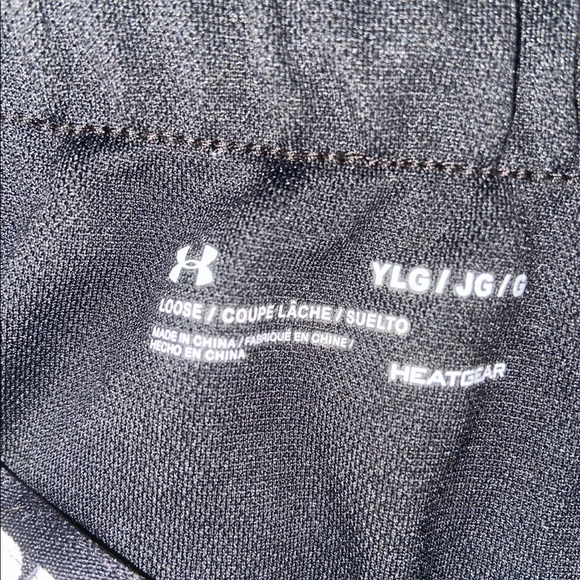 YLG / JG / G
LOOSE / COUPE LÂCHE / SUELTO
MADE IN CHINA / FABRIQUÉ EN CHINE /
HECHO EN CHINA
HEATGEAR